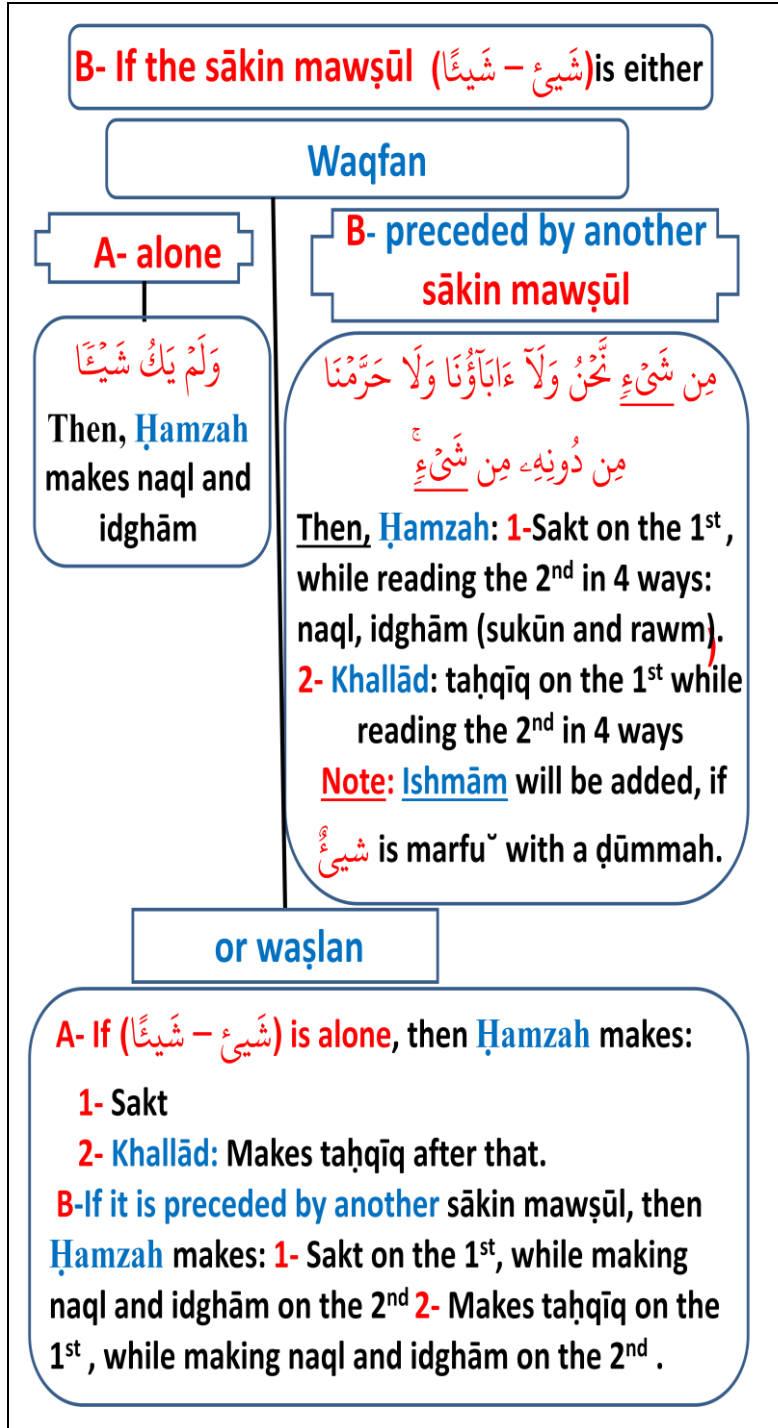 B- If the sākin mawṣūl (شَيئ – شَيئًا)is either
Waqfan
A- alone
وَلَمْ يَكُ شَيْـًٔا
Then, Ḥamzah
makes naql and
idghām
B- preceded by another
sākin mawṣūl
مِن شَىْءٍ نَّحْنُ وَلَآ ءَابَآؤُنَا وَلَا حَرَّمْنَا
مِن دُونِهِۦ مِن شَىْءٍۚ
Then, Ḥamzah: 1-Sakt on the 1st ,
while reading the 2nd in 4 ways:
naql, idghām (sukūn and rawm).
)
2- Khallād: taḥqīq on the 1st while
reading the 2nd in 4 ways
Note: Ishmām will be added, if
شيئٌ is marfu˘ with a ḍūmmah.
or waṣlan
A- If (شَيئ – شَيئًا) is alone, then Ḥamzah makes:
1- Sakt
2- Khallād: Makes taḥqīq after that.
B-If it is preceded by another sākin mawṣūl, then
Ḥamzah makes: 1- Sakt on the 1st, while making
naql and idghām on the 2nd 2- Makes taḥqīq on the
1st , while making naql and idghām on the 2nd .